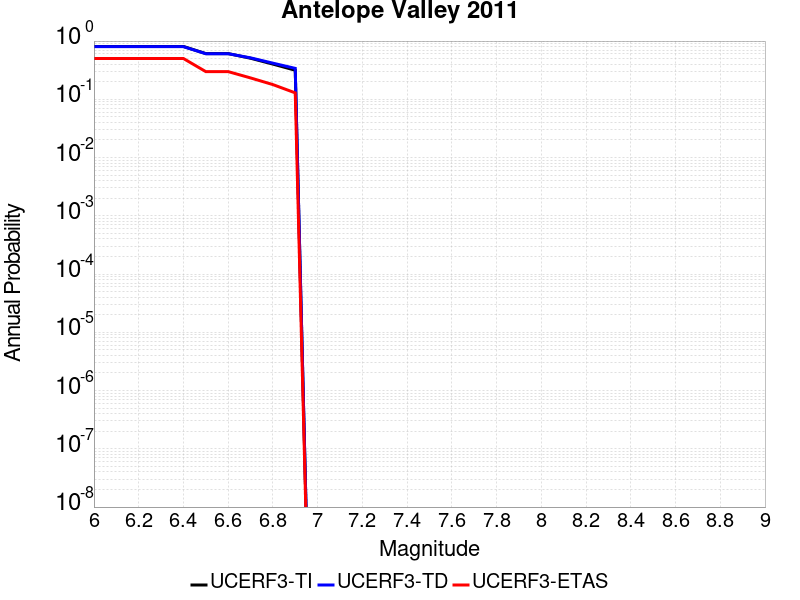 Antelope Valley 2011
10^0
10^-1
10^-2
10^-3
10^-4
10^-5
10^-6
10^-7
10^-8
Annual Probability
6 6.2 6.4 6.6 6.8 7 7.2 7.4 7.6 7.8 8 8.2 8.4 8.6 8.8 9
Magnitude
UCERF3-TI UCERF3-TD UCERF3-ETAS